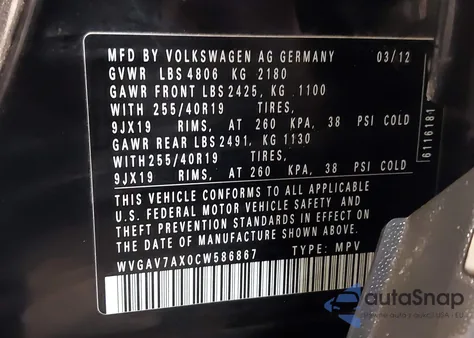 MFD BY VOLKSWAGEN AG GERMANY 03/12
GVWR LBS 4806 KG 2180
GAWR FRONT LBS 2425, KG 1100
WITH 255/40R19 TIRES,
9JX19 RIMS, AT 260 KPA, 38 PSI COLD
GAWR REAR LBS 2491, KG 1130
WITH 255/40R19 TIRES,
9JX19 RIMS, AT 260 KPA, 38 PSI COLD
THIS VEHICLE CONFORMS TO ALL APPLICABLE
U.S. FEDERAL MOTOR VEHICLE SAFETY AND
THEFT PREVENTION STANDARDS IN EFFECT ON
THE DATE OF MANUFACTURE SHOWN ABOVE.
WVGAV7AX0CW586867 TYPE: MPV
6116181
autoSnap